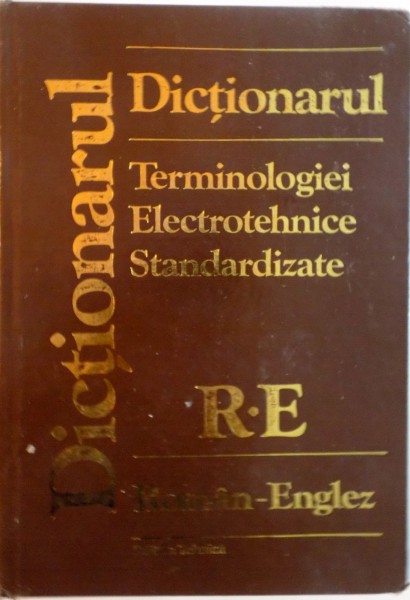 Dicționarul
Dicționarul
Terminologiei
Electrotehnice
Standardizate
R·E
Român-Englez